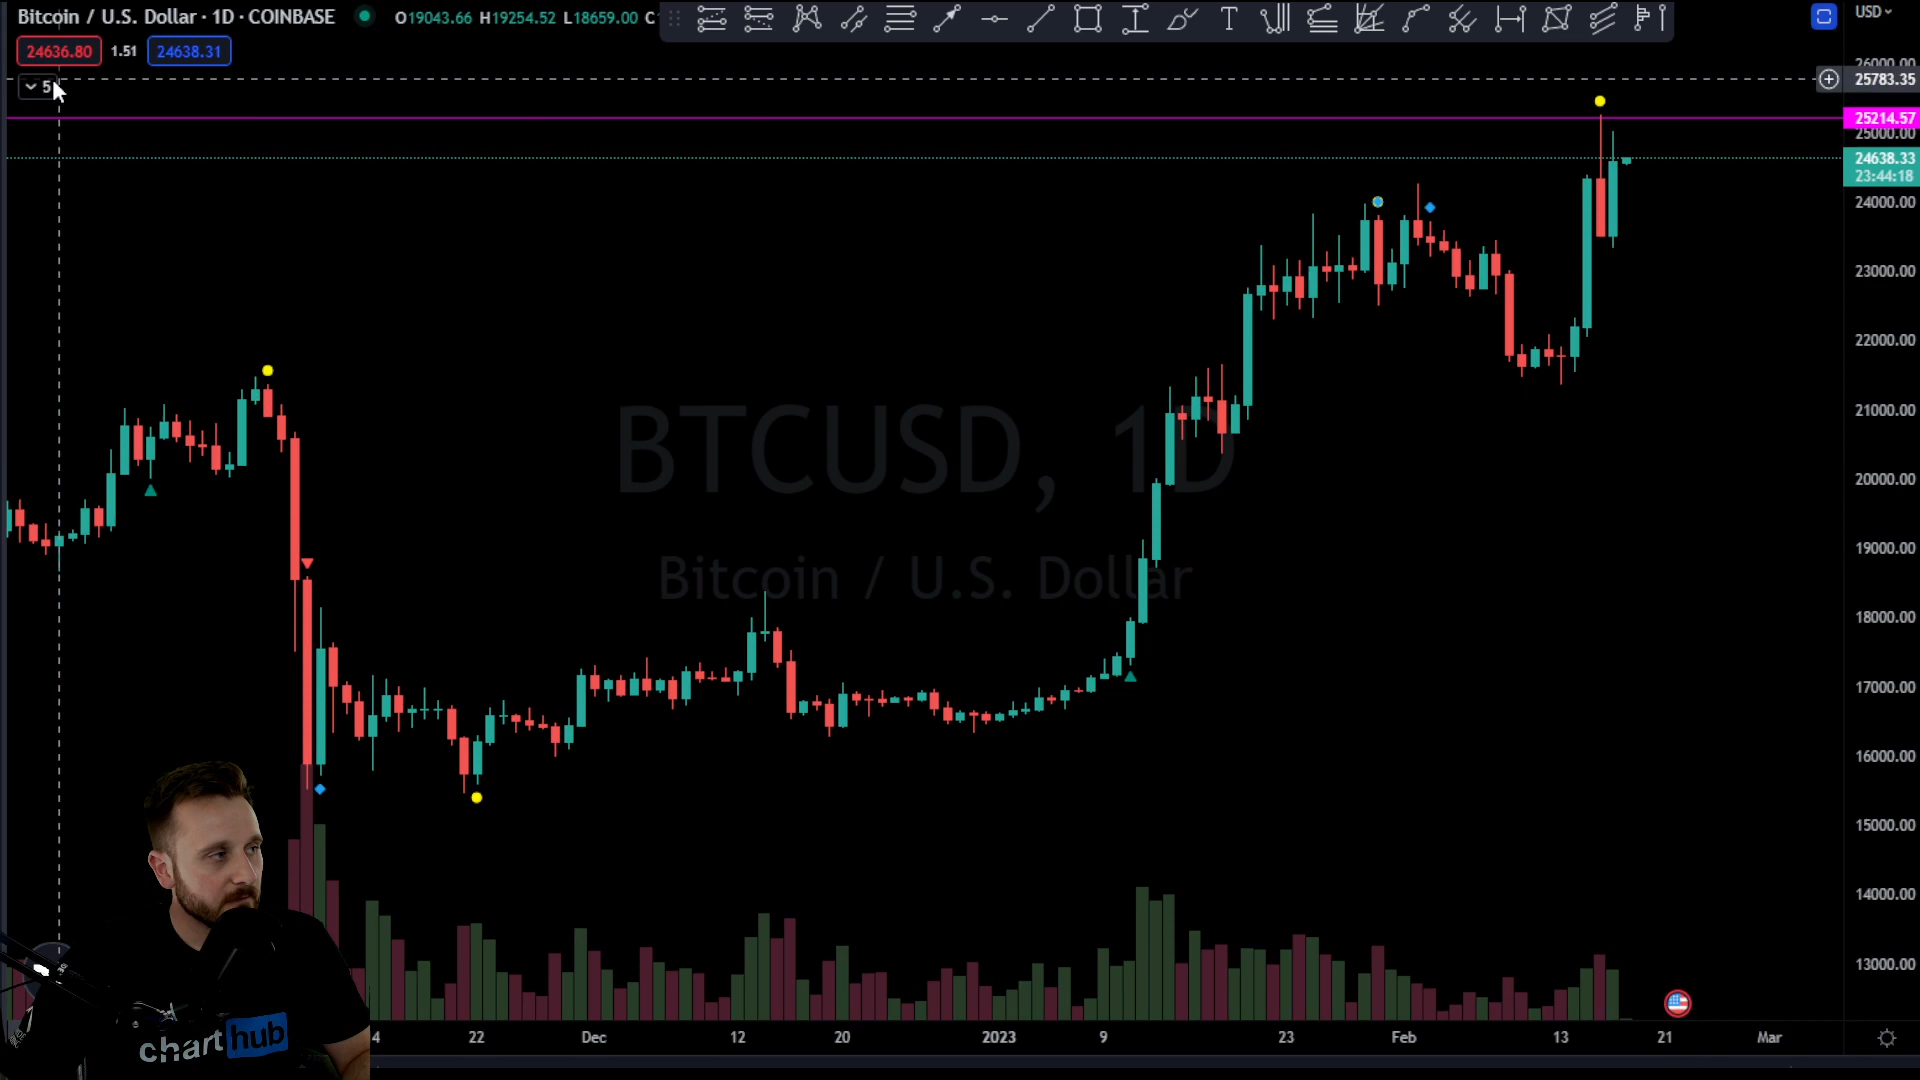 Bitcoin / U.S. Dollar · 1D · COINBASE
O19043.66 H19254.52 L18659.00 C
USD
24636.80 1.51 24638.31
5
26000.00
25783.35
25214.57
25000.00
24638.33
23:44:18
24000.00
23000.00
22000.00
21000.00
20000.00
19000.00
18000.00
17000.00
16000.00
15000.00
14000.00
13000.00
BTCUSD, 1D
Bitcoin / U.S. Dollar
4 22 Dec 12 20 2023 9 23 Feb 13 21 Mar
charthub